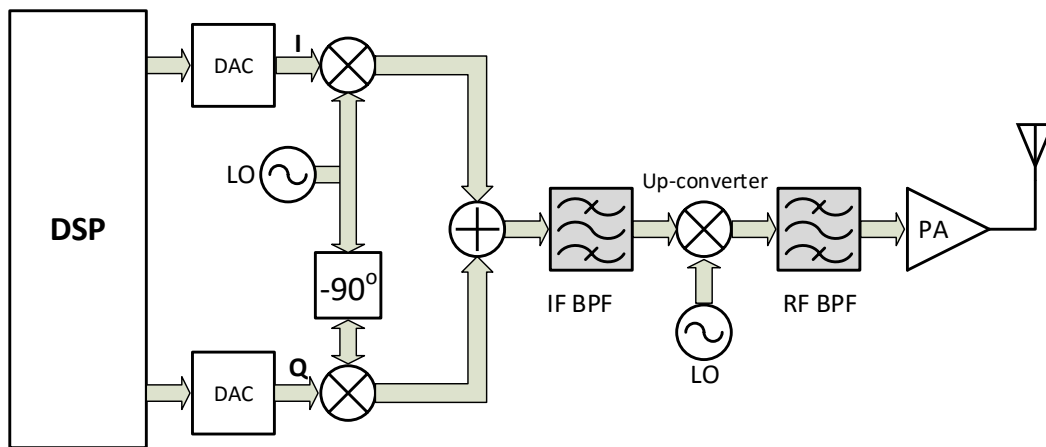 DSP
DAC
I
LO
-90°
DAC
Q
IF BPF
Up-converter
LO
RF BPF
PA